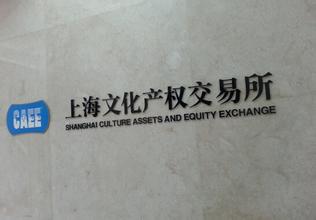 CAEE
上海文化产权交易所
SHANGHAI CULTURE ASSETS AND EQUITY EXCHANGE